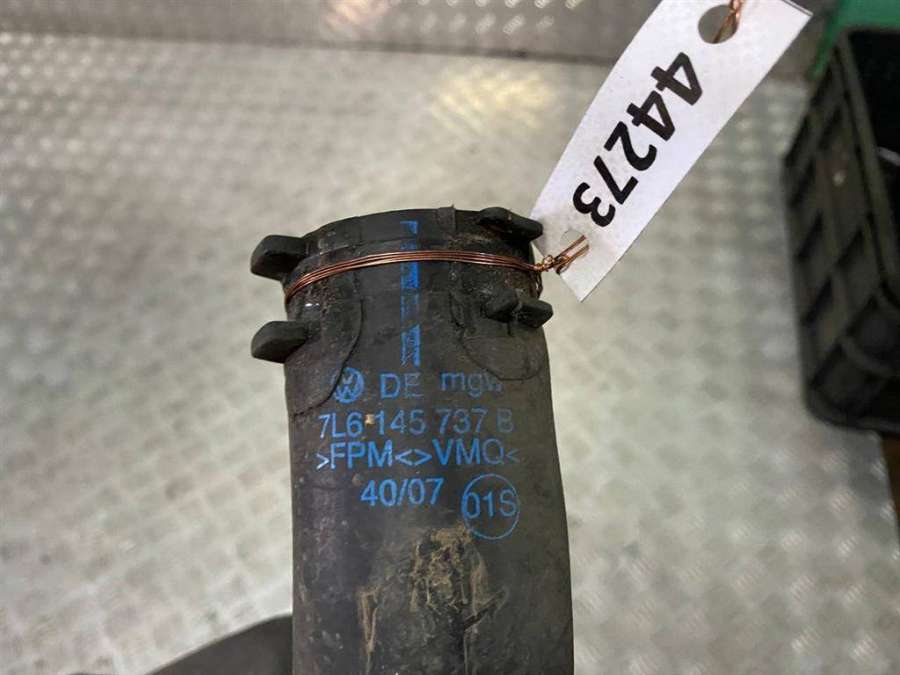 44273
DE mgw
7L6 145 737 B
>FPM<>VMQ<
40/07 01S